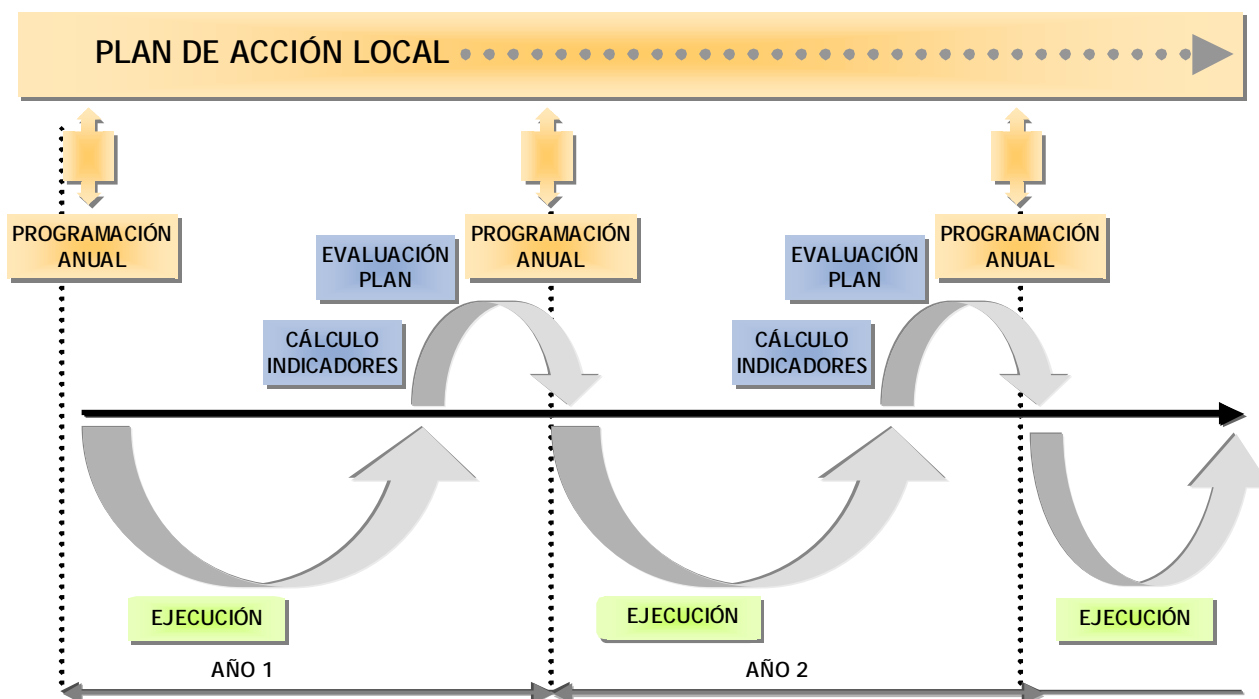 PLAN DE ACCIÓN LOCAL
PROGRAMACIÓN
ANUAL
PROGRAMACIÓN
ANUAL
PROGRAMACIÓN
ANUAL
EVALUACIÓN
PLAN
EVALUACIÓN
PLAN
CÁLCULO
INDICADORES
CÁLCULO
INDICADORES
EJECUCIÓN
EJECUCIÓN
EJECUCIÓN
AÑO 1
AÑO 2